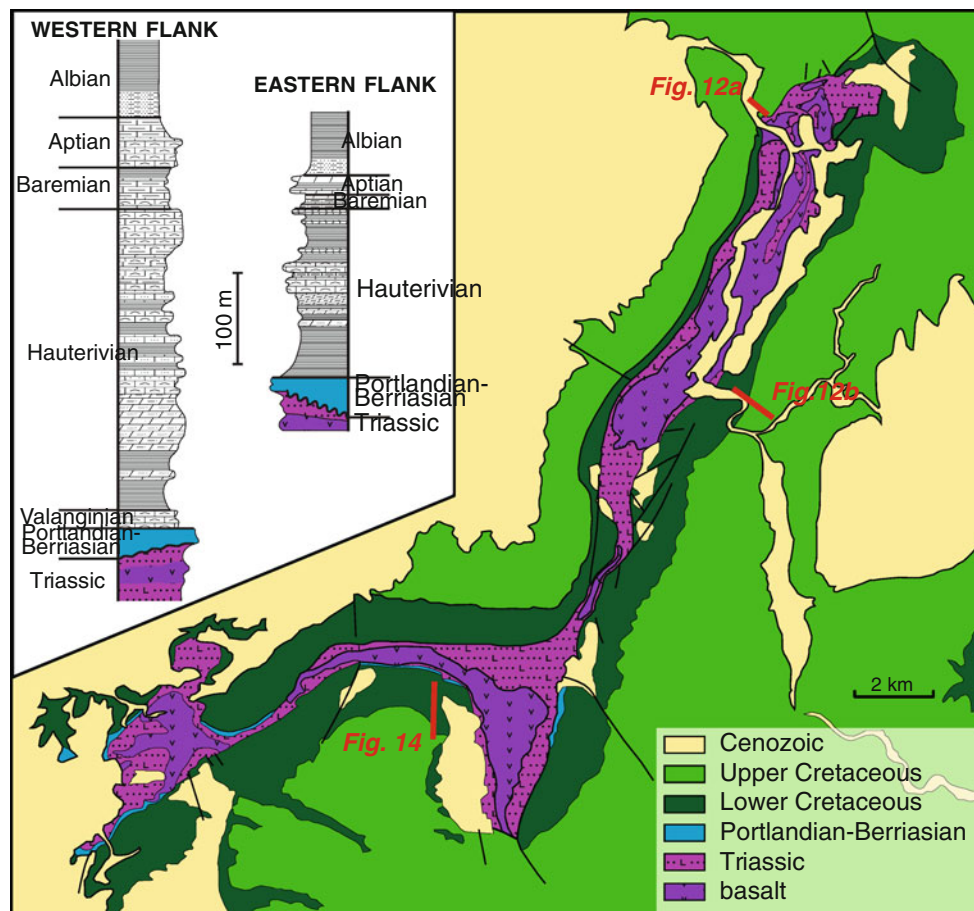 WESTERN FLANK
Albian
Aptian
Baremian
Hauterivian
Valanginian
Portlandian-
Berriasian
Triassic
100 m
EASTERN FLANK
Albian
Aptian
Baremian
Hauterivian
Portlandian-
Berriasian
Triassic
Fig. 12a
Fig.12b
Fig. 14
2 km
Cenozoic
Upper Cretaceous
Lower Cretaceous
Portlandian-Berriasian
Triassic
basalt